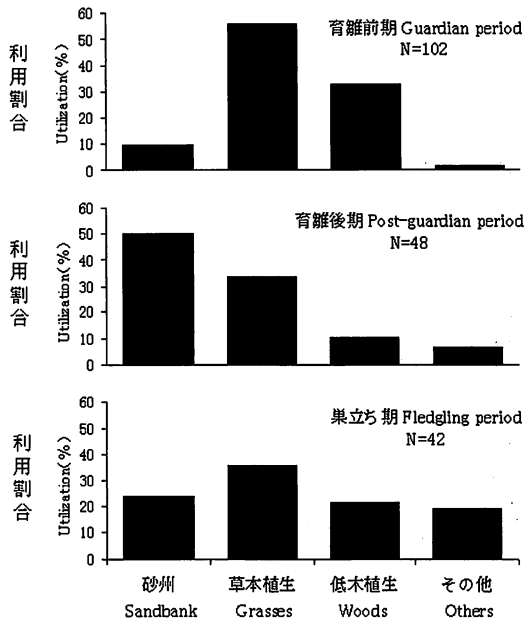 育雛前期 Guardian period
N=102
利用割合
Utilization(%)
60
50
40
30
20
10
0
育雛後期 Post-guardian period
N=48
利用割合
Utilization(%)
60
50
40
30
20
10
0
巣立ち期 Fledgling period
N=42
利用割合
Utilization(%)
60
50
40
30
20
10
0
砂州 草本植生 低木植生 その他
Sandbank Grasses Woods Others